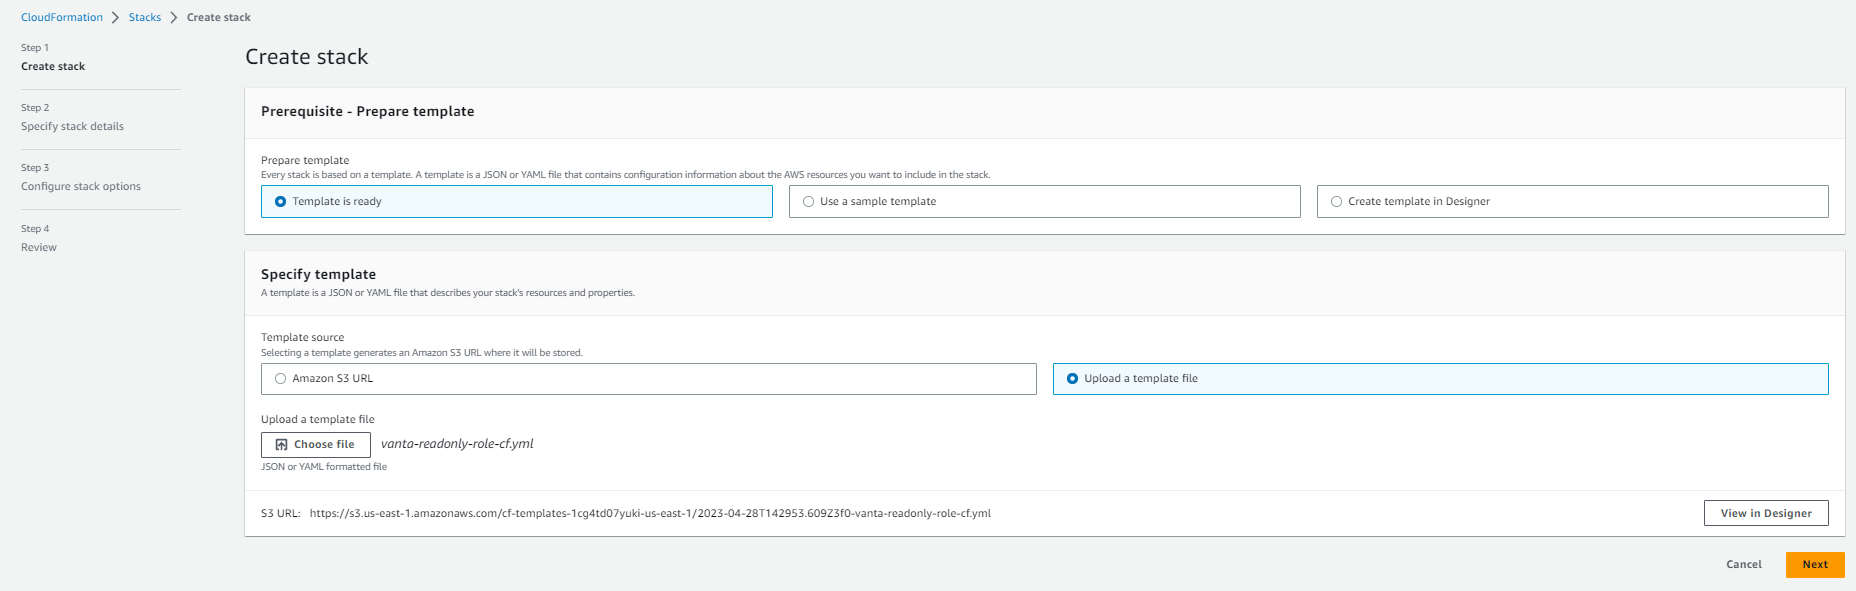 CloudFormation > Stacks > Create stack
Step 1
Create stack
Step 2
Specify stack details
Step 3
Configure stack options
Step 4
Review
Create stack
Prerequisite - Prepare template
Prepare template
Every stack is based on a template. A template is a JSON or YAML file that contains configuration information about the AWS resources you want to include in the stack.
Template is ready
Use a sample template
Create template in Designer
Specify template
A template is a JSON or YAML file that describes your stack's resources and properties.
Template source
Selecting a template generates an Amazon S3 URL where it will be stored.
Amazon S3 URL
Upload a template file
Upload a template file
Choose file vanta-readonly-role-cf.yml
JSON or YAML formatted file
S3 URL: https://s3.us-east-1.amazonaws.com/cf-templates-1cg4td07yuki-us-east-1/2023-04-28T142953.609Z3f0-vanta-readonly-role-cf.yml
View in Designer
Cancel
Next